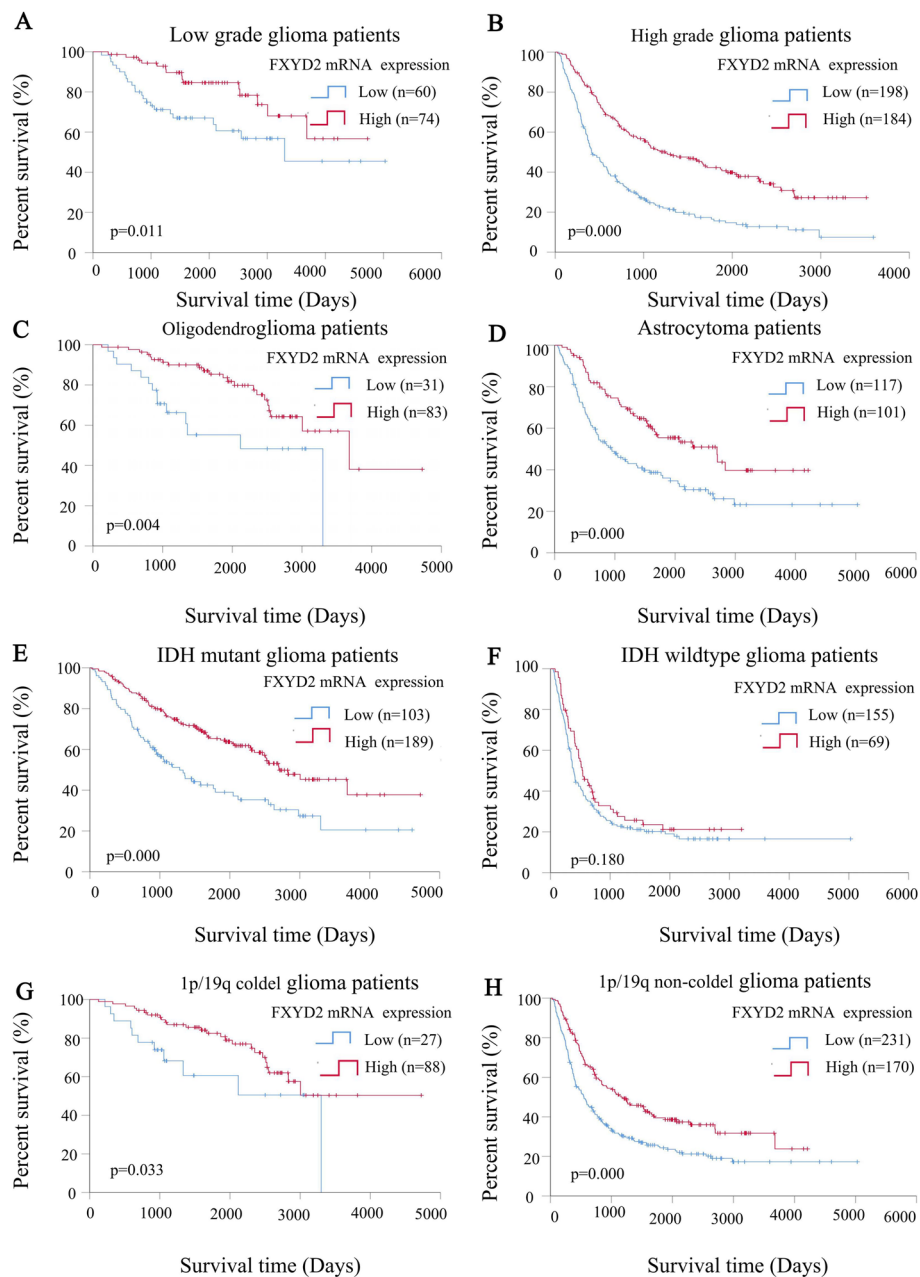 A
Low grade glioma patients
FXYD2 mRNA expression
Low (n=60)
High (n=74)
Percent survival (%)
100
80
60
40
20
0
p=0.011
0 1000 2000 3000 4000 5000 6000
Survival time (Days)
B
High grade glioma patients
FXYD2 mRNA expression
Low (n=198)
High (n=184)
Percent survival (%)
100
80
60
40
20
0
p=0.000
0 1000 2000 3000 4000
Survival time (Days)
C
Oligodendroglioma patients
FXYD2 mRNA expression
Low (n=31)
High (n=83)
Percent survival (%)
100
80
60
40
20
0
p=0.004
0 1000 2000 3000 4000 5000
Survival time (Days)
D
Astrocytoma patients
FXYD2 mRNA expression
Low (n=117)
High (n=101)
Percent survival (%)
100
80
60
40
20
0
p=0.000
0 1000 2000 3000 4000 5000 6000
Survival time (Days)
E
IDH mutant glioma patients
FXYD2 mRNA expression
Low (n=103)
High (n=189)
Percent survival (%)
100
80
60
40
20
0
p=0.000
0 1000 2000 3000 4000 5000
Survival time (Days)
F
IDH wildtype glioma patients
FXYD2 mRNA expression
Low (n=155)
High (n=69)
Percent survival (%)
100
80
60
40
20
0
p=0.180
0 1000 2000 3000 4000 5000 6000
Survival time (Days)
G
1p/19q coldel glioma patients
FXYD2 mRNA expression
Low (n=27)
High (n=88)
Percent survival (%)
100
80
60
40
20
0
p=0.033
0 1000 2000 3000 4000 5000
Survival time (Days)
H
1p/19q non-coldel glioma patients
FXYD2 mRNA expression
Low (n=231)
High (n=170)
Percent survival (%)
100
80
60
40
20
0
p=0.000
0 1000 2000 3000 4000 5000 6000
Survival time (Days)